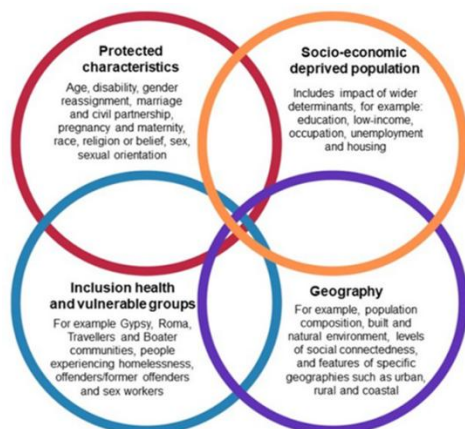 Protected
characteristics
Age, disability, gender
reassignment, marriage
and civil partnership,
pregnancy and maternity,
race, religion or belief, sex,
sexual orientation
Socio-economic
deprived population
Includes impact of wider
determinants, for example:
education, low-income,
occupation, unemployment
and housing
Inclusion health
and vulnerable groups
For example Gypsy, Roma,
Travellers and Boater
communities, people
experiencing homelessness,
offenders/former offenders
and sex workers
Geography
For example, population
composition, built and
natural environment, levels
of social connectedness,
and features of specific
geographies such as urban,
rural and coastal